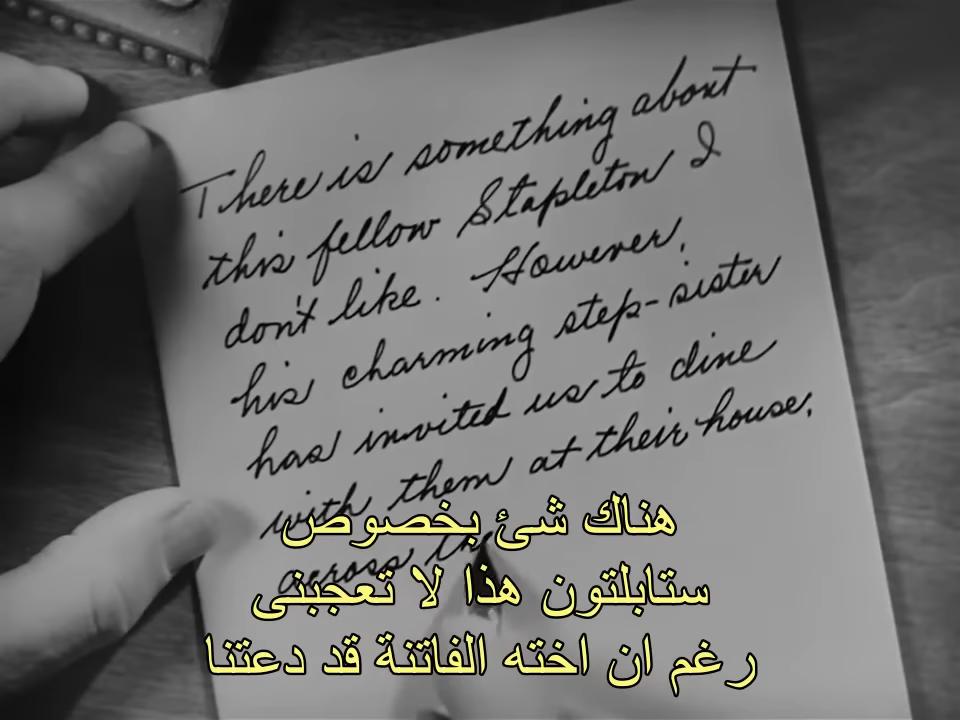 There is something about
this fellow Stapleton I
don't like. However,
his charming step-sister
has invited us to dine
with them at their house,
across
هناك شئ بخصوص
ستابلتون هذا لا تعجبنى
رغم ان اخته الفاتنة قد دعتنا